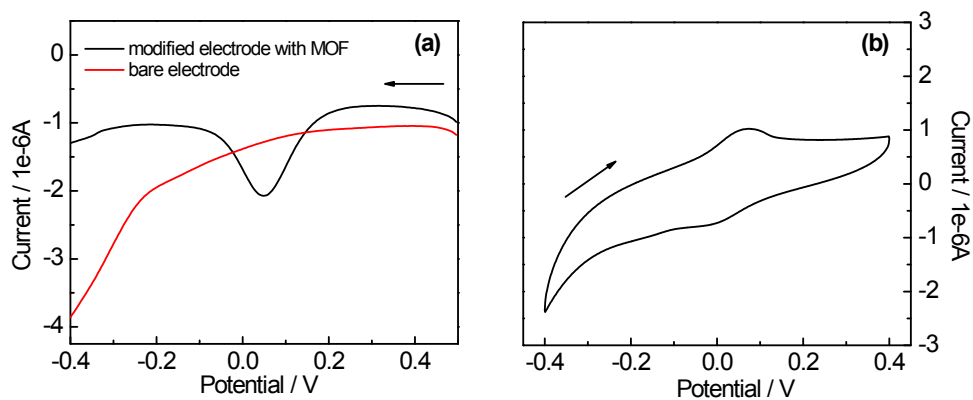 (a)
modified electrode with MOF
bare electrode
0
-1
-2
-3
-4
Current / 1e-6A
-0.4
-0.2
0.0
0.2
0.4
Potential / V
(b)
3
2
1
0
-1
-2
-3
Current / 1e-6A
-0.4
-0.2
0.0
0.2
0.4
Potential / V